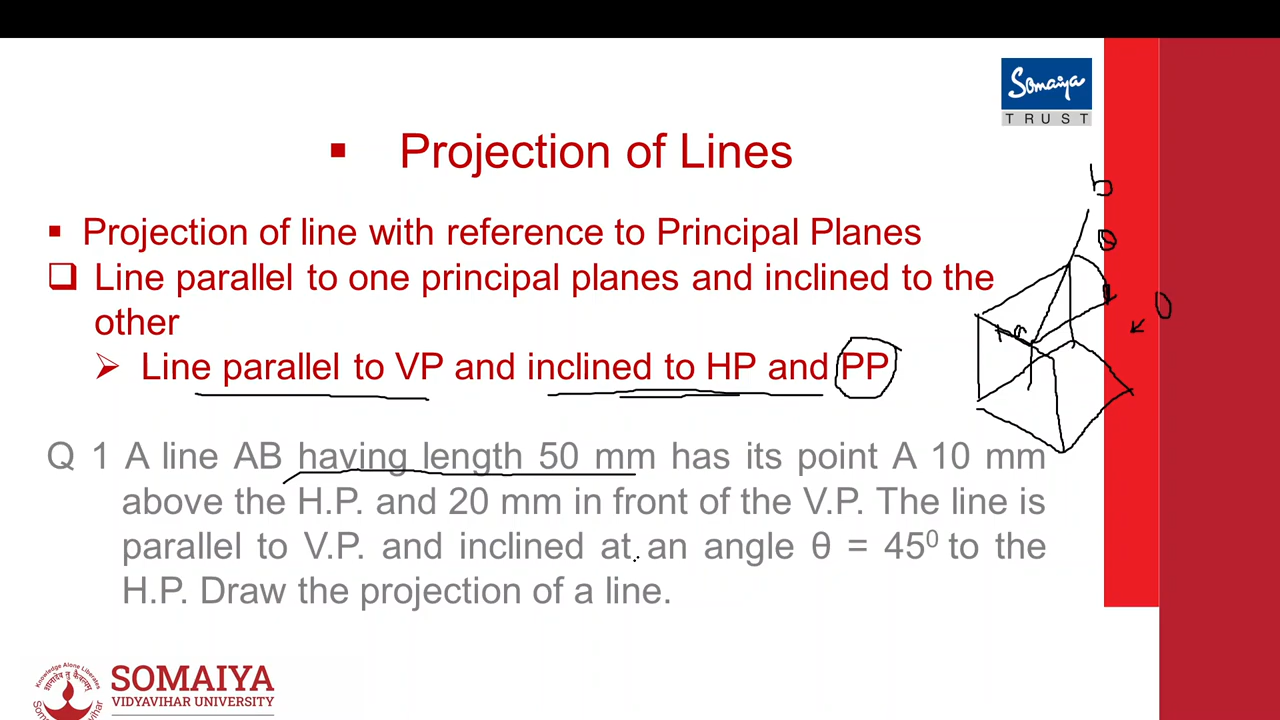 Somaiya
TRUST
▪ Projection of Lines
▪ Projection of line with reference to Principal Planes
❑ Line parallel to one principal planes and inclined to the
other
➢ Line parallel to VP and inclined to HP and PP
Q 1 A line AB having length 50 mm has its point A 10 mm
above the H.P. and 20 mm in front of the V.P. The line is
parallel to V.P. and inclined at an angle θ = 45⁰ to the
H.P. Draw the projection of a line.
b
θ
SOMAIYA
VIDYAVIHAR UNIVERSITY